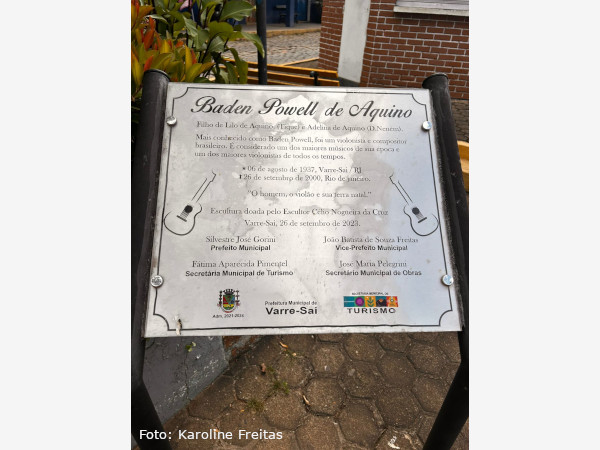 Baden Powell de Aquino
Filho de Lilo de Aquino (Tique) e Adelina de Aquino (D. Neném).
Mais conhecido como Baden Powell, foi um violonista e compositor
brasileiro. É considerado um dos maiores músicos de sua época e
um dos maiores violonistas de todos os tempos.
06 de agosto de 1937, Varre-Sai / RJ
26 de setembro de 2000, Rio de Janeiro.
"O homem, o violão e sua terra natal."
Escultura doada pelo Escultor Célio Nogueira da Cruz
Varre-Sai, 26 de setembro de 2023.
Silvestre José Gorini
Prefeito Municipal
João Batista de Souza Freitas
Vice-Prefeito Municipal
Fátima Aparecida Pimentel
Secretária Municipal de Turismo
José Maria Pelegrini
Secretário Municipal de Obras
Adm. 2021-2024
Prefeitura Municipal de
Varre-Sai
TURISMO
Foto: Karoline Freitas